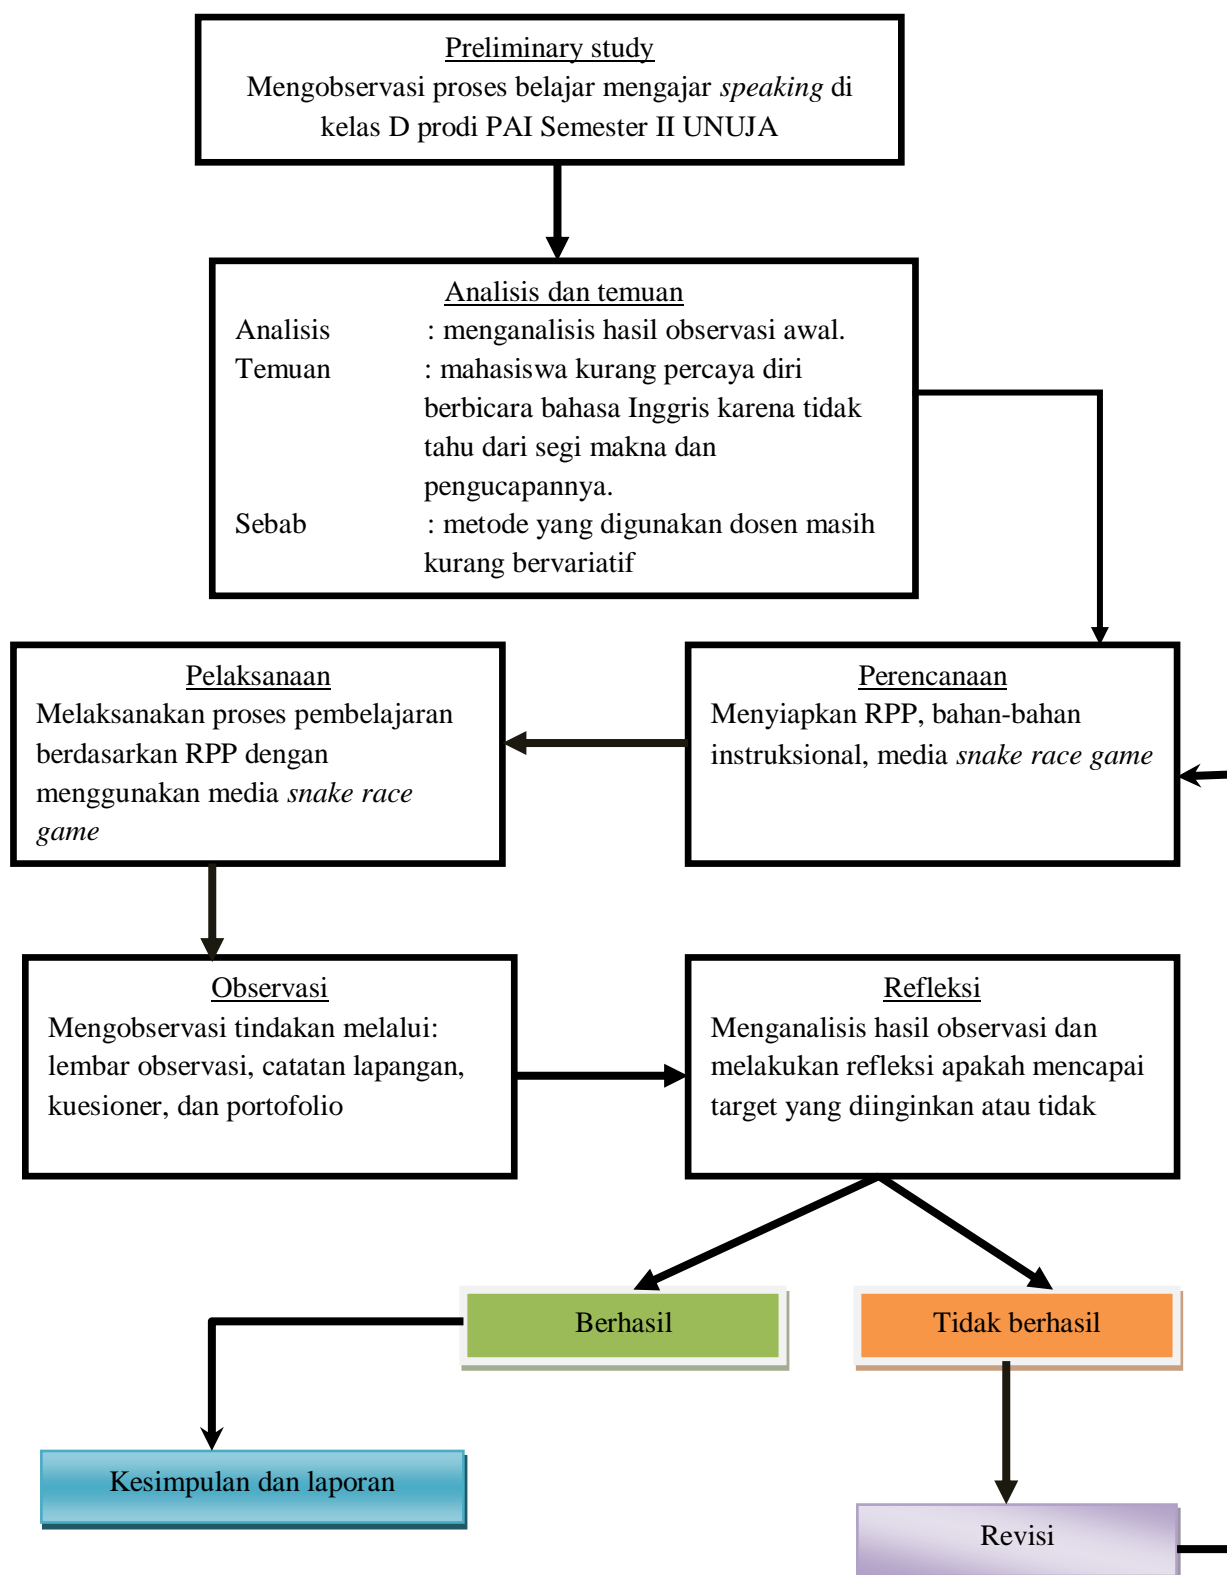 Preliminary study
Mengobservasi proses belajar mengajar speaking di
kelas D prodi PAI Semester II UNUJA
Analisis dan temuan
Analisis : menganalisis hasil observasi awal.
Temuan : mahasiswa kurang percaya diri
berbicara bahasa Inggris karena tidak
tahu dari segi makna dan
pengucapannya.
Sebab : metode yang digunakan dosen masih
kurang bervariatif
Perencanaan
Menyiapkan RPP, bahan-bahan
instruksional, media snake race game
Pelaksanaan
Melaksanakan proses pembelajaran
berdasarkan RPP dengan
menggunakan media snake race
game
Observasi
Mengobservasi tindakan melalui:
lembar observasi, catatan lapangan,
kuesioner, dan portofolio
Refleksi
Menganalisis hasil observasi dan
melakukan refleksi apakah mencapai
target yang diinginkan atau tidak
Berhasil
Tidak berhasil
Kesimpulan dan laporan
Revisi